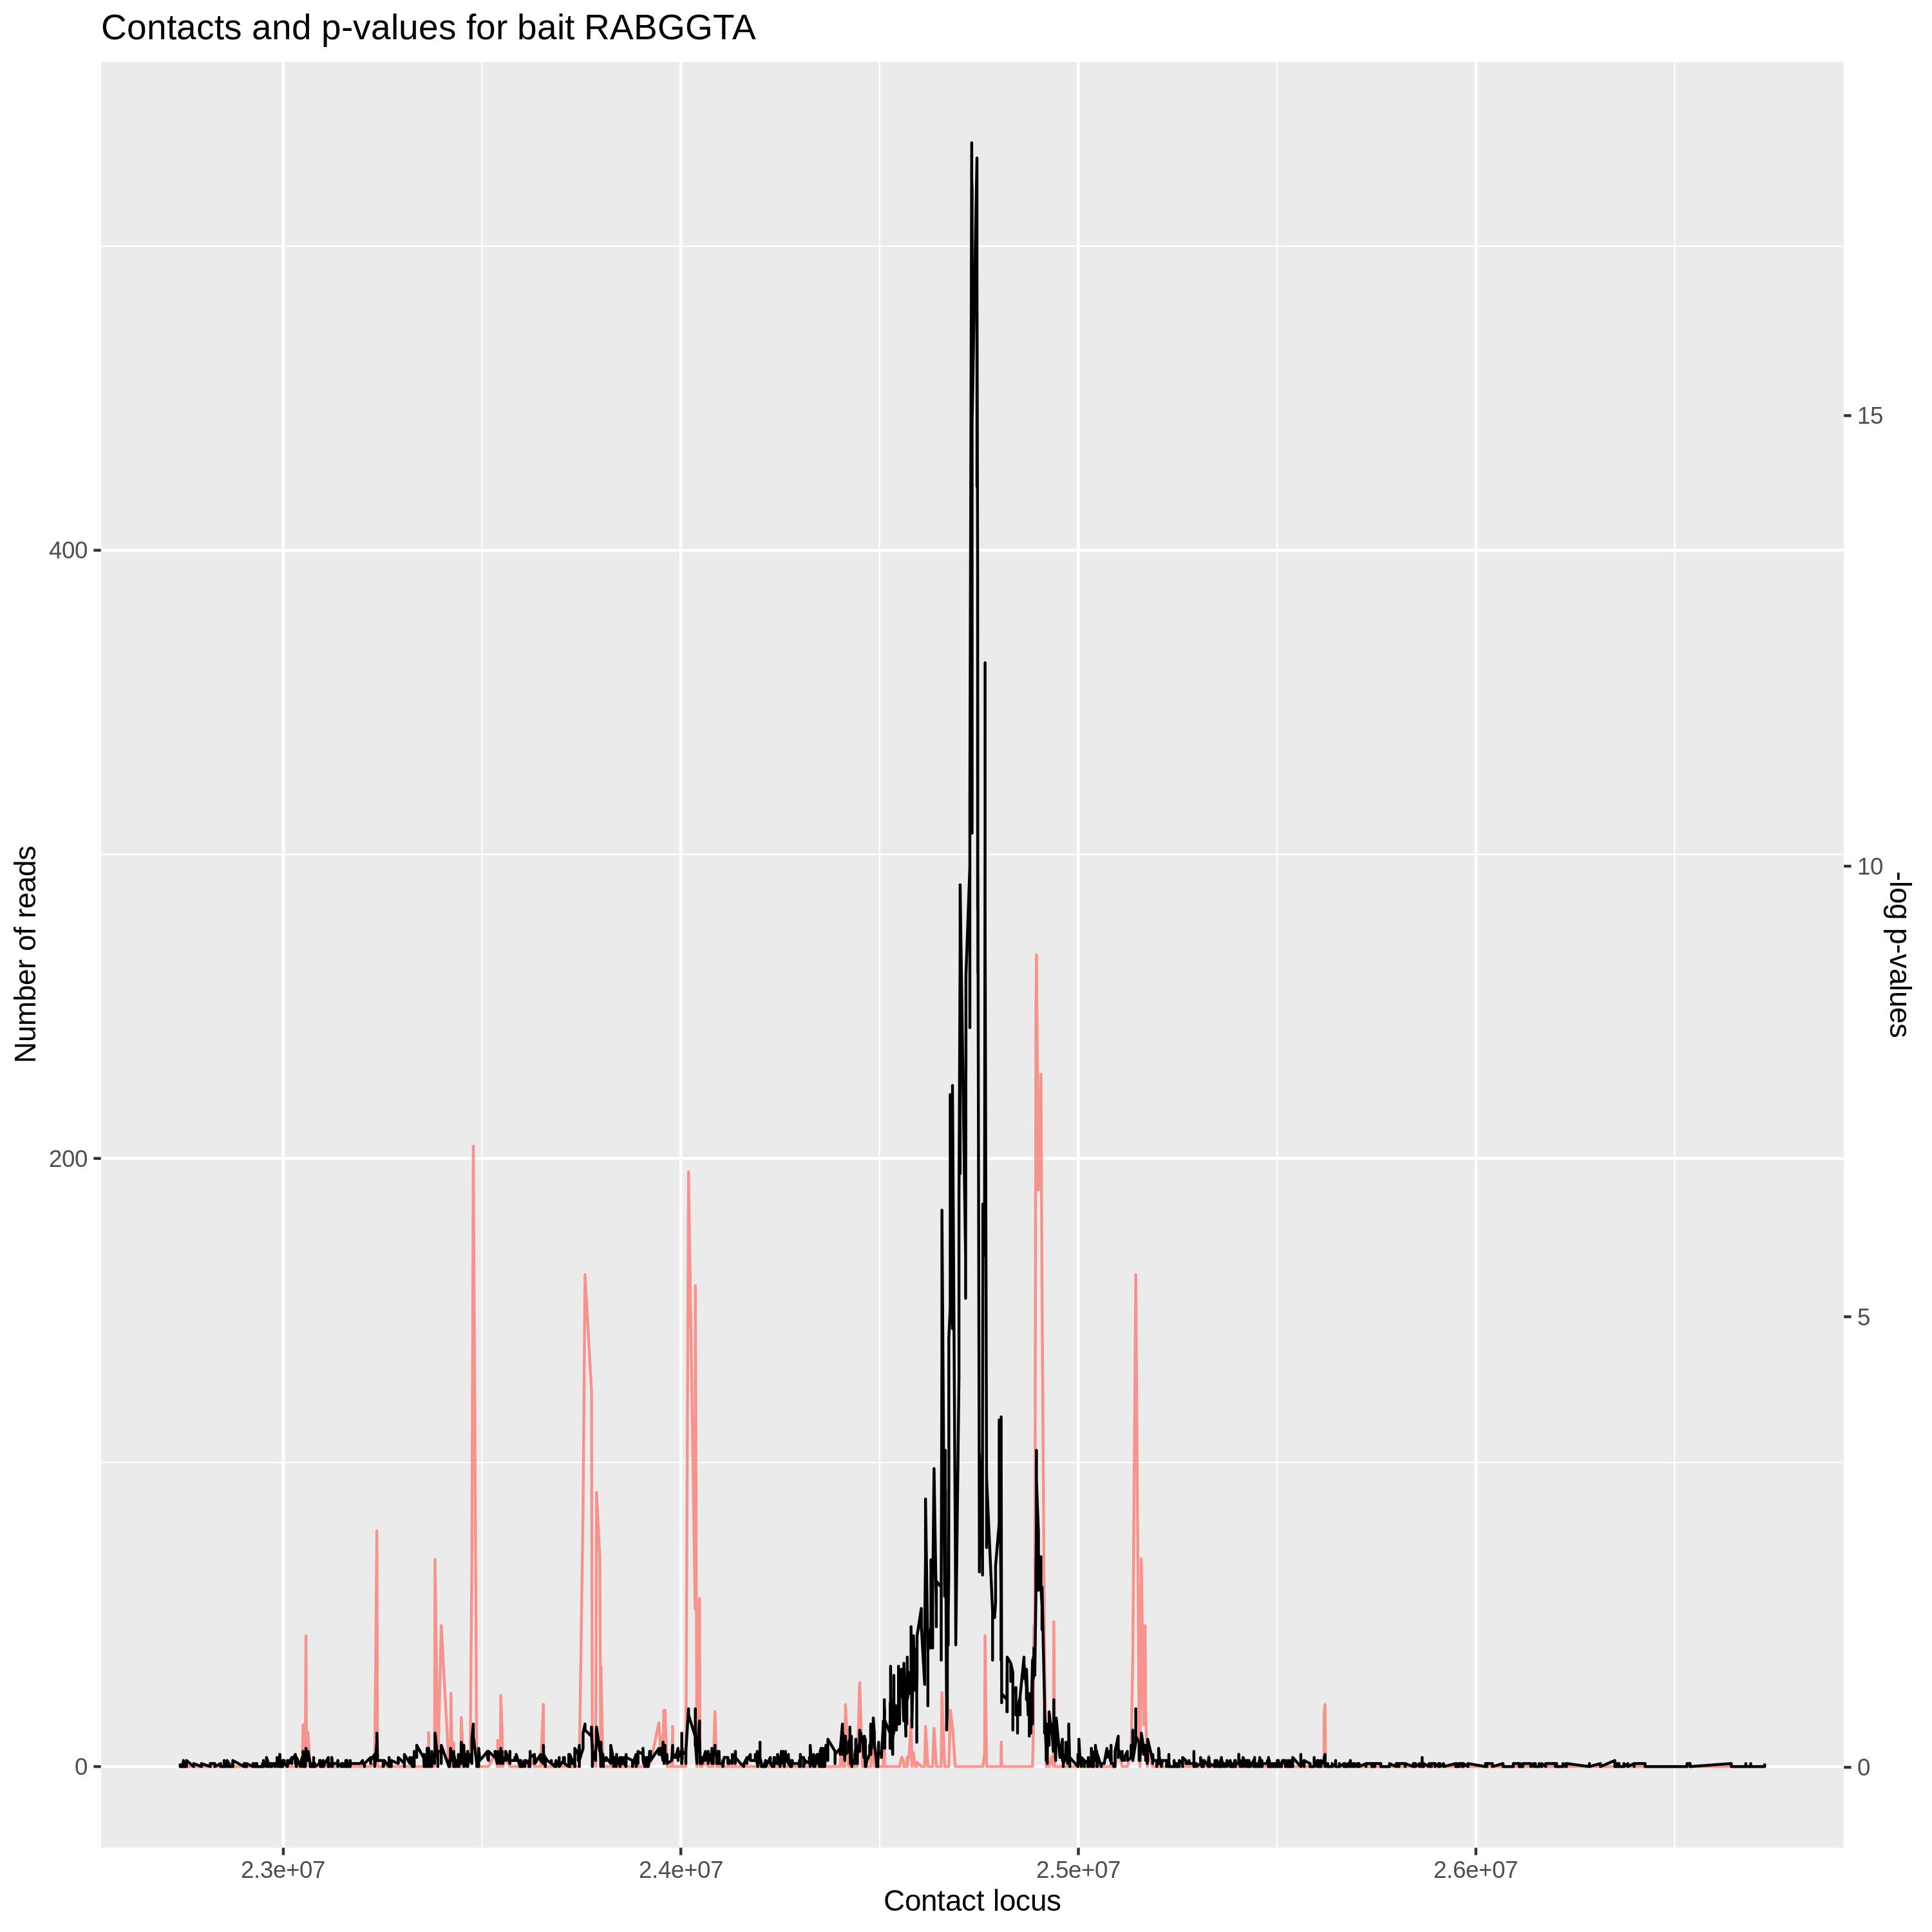 Contacts and p-values for bait RABGGTA
400
200
0
15
10
5
0
Number of reads
-log p-values
2.3e+07
2.4e+07
2.5e+07
2.6e+07
Contact locus